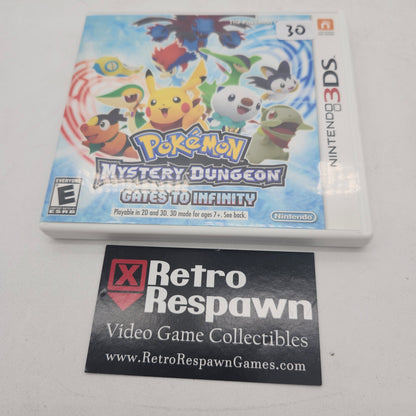 30
NINTENDO 3DS
POKéMON
MYSTERY DUNGEON
GATES TO INFINITY
Playable in 2D and 3D. 3D mode for ages 7+. See back.
EVERYONE
E
ESRB
Nintendo
X Retro
Respawn
Video Game Collectibles
www.RetroRespawnGames.com